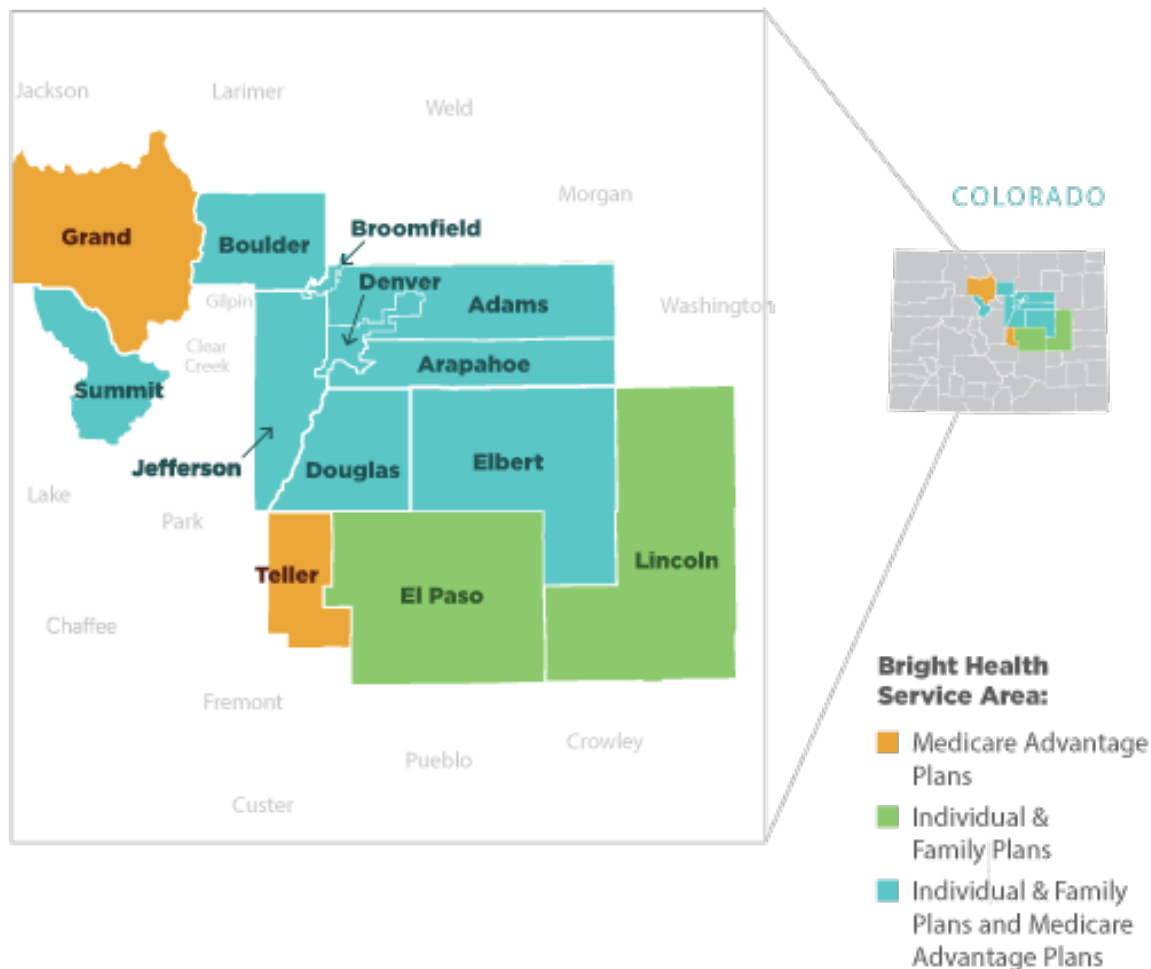 Jackson
Larimer
Weld
Morgan
COLORADO
Broomfield
Grand
Boulder
Denver
Gilpin
Adams
Washington
Clear
Creek
Arapahoe
Summit
Jefferson
Douglas
Elbert
Lake
Park
Teller
El Paso
Lincoln
Chaffee
Fremont
Crowley
Pueblo
Custer
Bright Health
Service Area:
Medicare Advantage
Plans
Individual &
Family Plans
Individual & Family
Plans and Medicare
Advantage Plans